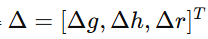 = Δ = [Δg, Δh, Δr]^T